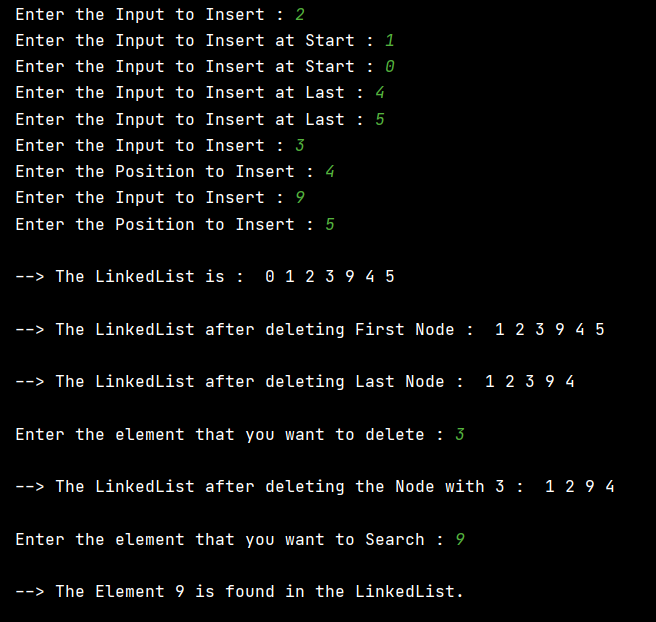 Enter the Input to Insert : 2
Enter the Input to Insert at Start : 1
Enter the Input to Insert at Start : 0
Enter the Input to Insert at Last : 4
Enter the Input to Insert at Last : 5
Enter the Input to Insert : 3
Enter the Position to Insert : 4
Enter the Input to Insert : 9
Enter the Position to Insert : 5
--> The LinkedList is :  0 1 2 3 9 4 5
--> The LinkedList after deleting First Node :  1 2 3 9 4 5
--> The LinkedList after deleting Last Node :  1 2 3 9 4
Enter the element that you want to delete : 3
--> The LinkedList after deleting the Node with 3 :  1 2 9 4
Enter the element that you want to Search : 9
--> The Element 9 is found in the LinkedList.